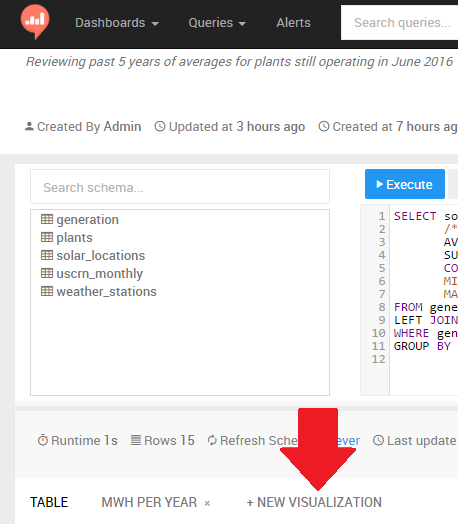 Dashboards Queries Alerts Search queries...
Reviewing past 5 years of averages for plants still operating in June 2016
Created By Admin Updated at 3 hours ago Created at 7 hours ag
Search schema...
Execute
generation
plants
solar_locations
uscrn_monthly
weather_stations
1 SELECT so
2 /*
3 AV
4 SU
5 CO
6 MI
7 MA
8 FROM gene
9 LEFT JOIN
10 WHERE gen
11 GROUP BY
12
Runtime 1s Rows 15 Refresh Sche ever Last update
TABLE MWH PER YEAR × + NEW VISUALIZATION